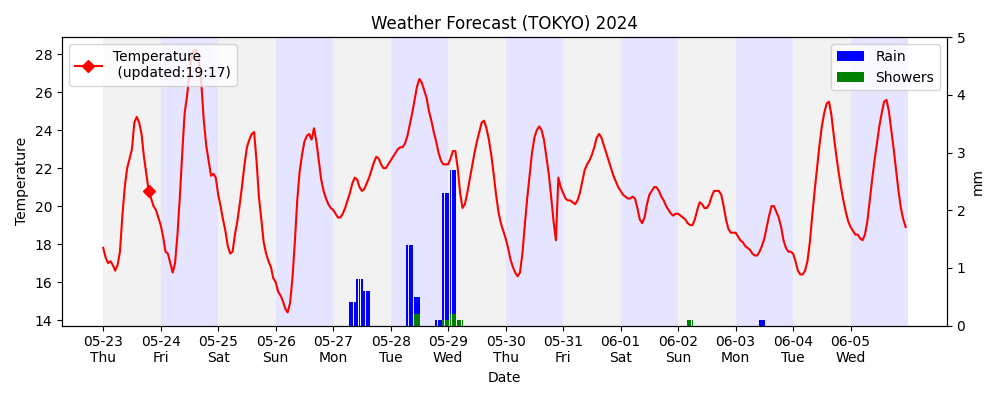 Weather Forecast (TOKYO) 2024
Temperature
(updated:19:17)
Rain
Showers
28
26
24
22
20
18
16
14
Temperature
5
4
3
2
1
0
mm
05-23 05-24 05-25 05-26 05-27 05-28 05-29 05-30 05-31 06-01 06-02 06-03 06-04 06-05
Thu Fri Sat Sun Mon Tue Wed Thu Fri Sat Sun Mon Tue Wed
Date